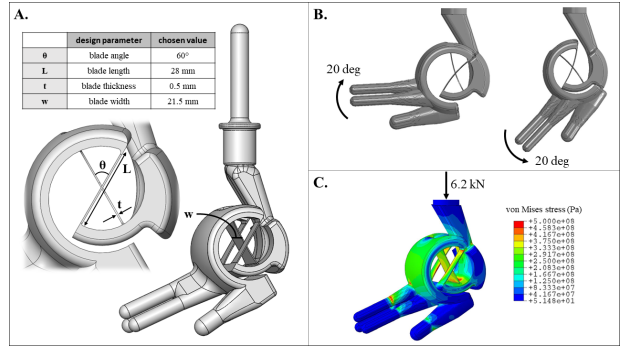 A.
design parameter chosen value
θ blade angle 60°
L blade length 28 mm
t blade thickness 0.5 mm
w blade width 21.5 mm
θ
L
t
w
B.
20 deg
20 deg
C.
6.2 kN
von Mises stress (Pa)
+5.000e+08
+4.583e+08
+4.167e+08
+3.750e+08
+3.333e+08
+2.917e+08
+2.500e+08
+2.083e+08
+1.667e+08
+1.250e+08
+8.333e+07
+4.167e+07
+5.148e+01